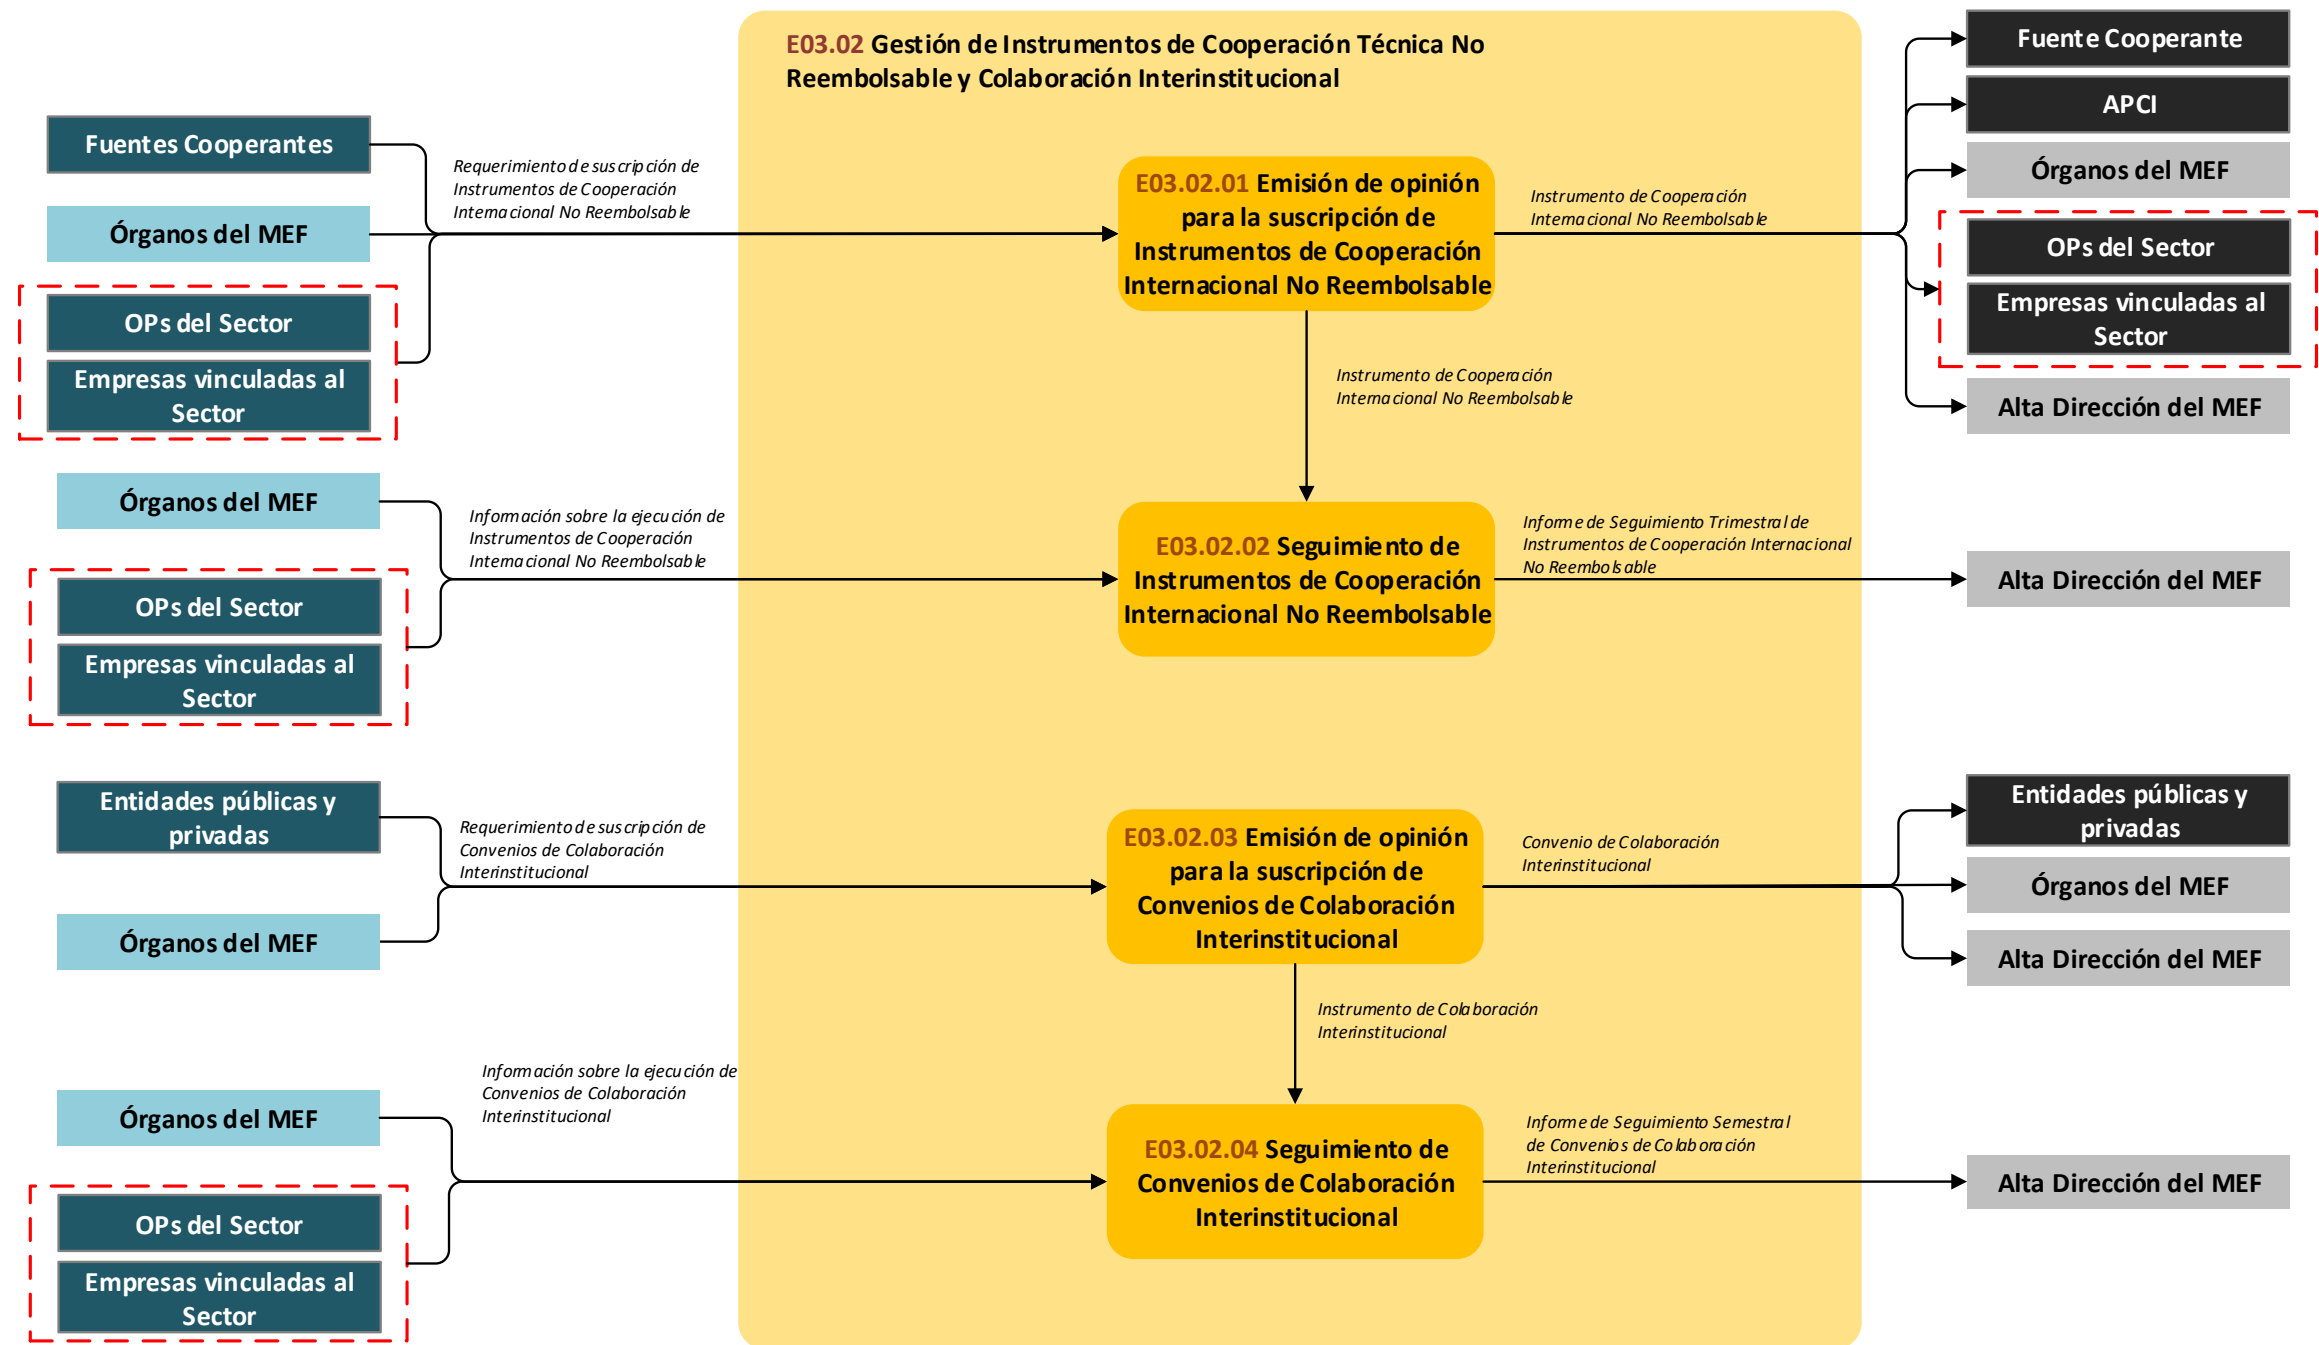 E03.02 Gestión de Instrumentos de Cooperación Técnica No
Reembolsable y Colaboración Interinstitucional
Fuentes Cooperantes
Órganos del MEF
OPs del Sector
Empresas vinculadas al
Sector
Requerimiento de suscripción de
Instrumentos de Cooperación
Internacional No Reembolsable
E03.02.01 Emisión de opinión
para la suscripción de
Instrumentos de Cooperación
Internacional No Reembolsable
Instrumento de Cooperación
Internacional No Reembolsable
Fuente Cooperante
APCI
Órganos del MEF
OPs del Sector
Empresas vinculadas al
Sector
Alta Dirección del MEF
Instrumento de Cooperación
Internacional No Reembolsable
Órganos del MEF
OPs del Sector
Empresas vinculadas al
Sector
Información sobre la ejecución de
Instrumentos de Cooperación
Internacional No Reembolsable
E03.02.02 Seguimiento de
Instrumentos de Cooperación
Internacional No Reembolsable
Informe de Seguimiento Trimestral de
Instrumentos de Cooperación Internacional
No Reembolsable
Alta Dirección del MEF
Entidades públicas y
privadas
Órganos del MEF
Requerimiento de suscripción de
Convenios de Colaboración
Interinstitucional
E03.02.03 Emisión de opinión
para la suscripción de
Convenios de Colaboración
Interinstitucional
Convenio de Colaboración
Interinstitucional
Entidades públicas y
privadas
Órganos del MEF
Alta Dirección del MEF
Instrumento de Colaboración
Interinstitucional
Órganos del MEF
OPs del Sector
Empresas vinculadas al
Sector
Información sobre la ejecución de
Convenios de Colaboración
Interinstitucional
E03.02.04 Seguimiento de
Convenios de Colaboración
Interinstitucional
Informe de Seguimiento Semestral
de Convenios de Colaboración
Interinstitucional
Alta Dirección del MEF